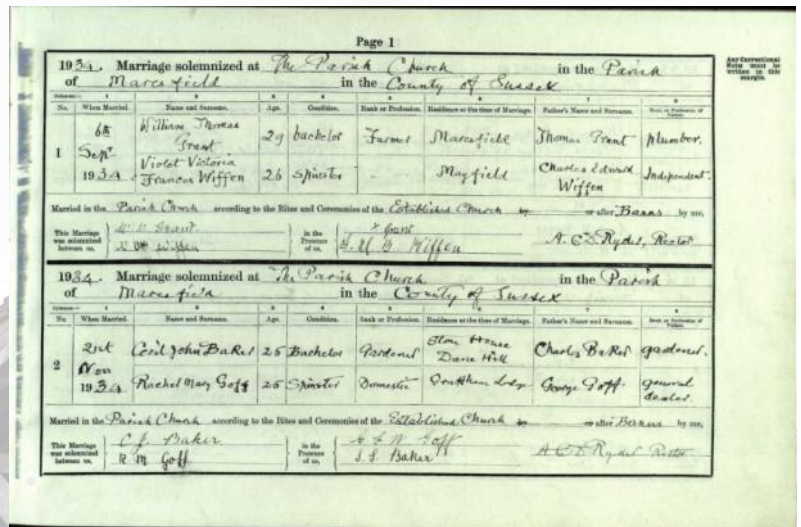 Page 1
1934. Marriage solemnized at The Parish Church in the Parish
of Maresfield in the County of Sussex
Any Correctional Notes must be written in this margin.
No. When Married. Name and Surname. Age. Condition. Rank or Profession. Residence at the time of Marriage. Father's Name and Surname. Rank or Profession of Father.
1 6th Sept 1934 William Thomas Grant 29 bachelor Farmer Maresfield Thomas Grant Plumber.
Violet Victoria Frances Wiffen 26 Spinster - Mayfield Charles Edward Wiffen Independent.
Married in the Parish Church according to the Rites and Ceremonies of the Established Church by or after Banns by me,
This Marriage was solemnized between us, W. T. Grant Wiffen in the Presence of us, Grant Wiffen A. C. D. Ryder, Rector
1934. Marriage solemnized at The Parish Church in the Parish
of Maresfield in the County of Sussex
No. When Married. Name and Surname. Age. Condition. Rank or Profession. Residence at the time of Marriage. Father's Name and Surname. Rank or Profession of Father.
2 21st Nov 1934 Cecil John Baker 25 Bachelor Gardener House Dane Hill Charles Baker gardener.
Rachel Mary Goff 25 Spinster Domestic Lodge George Goff general dealer.
Married in the Parish Church according to the Rites and Ceremonies of the Established Church by or after Banns by me,
This Marriage was solemnized between us, C. J. Baker R M Goff in the Presence of us, Goff Baker A C D Ryder Rector